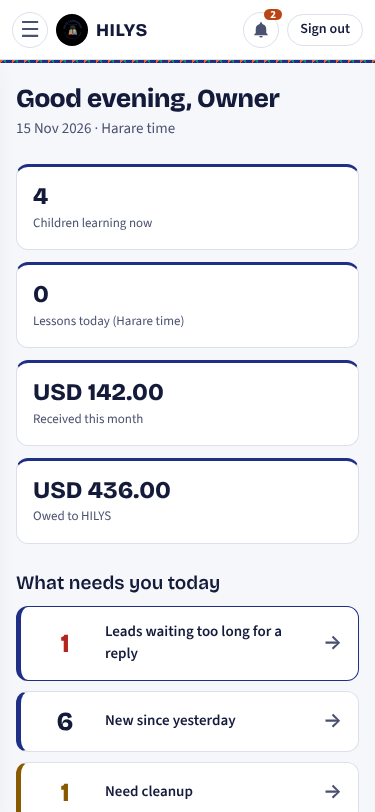 HILYS
2
Sign out
Good evening, Owner
15 Nov 2026 · Harare time
4
Children learning now
0
Lessons today (Harare time)
USD 142.00
Received this month
USD 436.00
Owed to HILYS
What needs you today
1
Leads waiting too long for a
reply
6
New since yesterday
1
Need cleanup